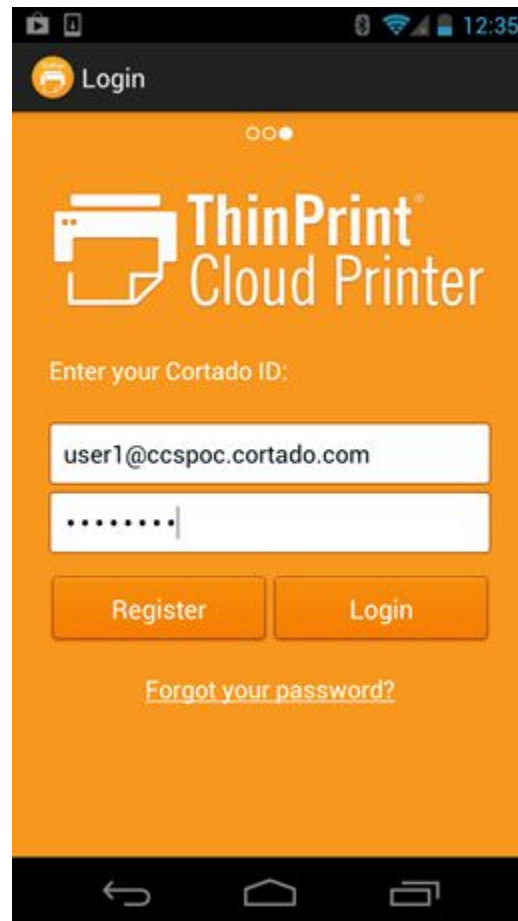 12:35
Login
ThinPrint®
Cloud Printer
Enter your Cortado ID:
user1@ccspoc.cortado.com
••••••••
Register Login
Forgot your password?